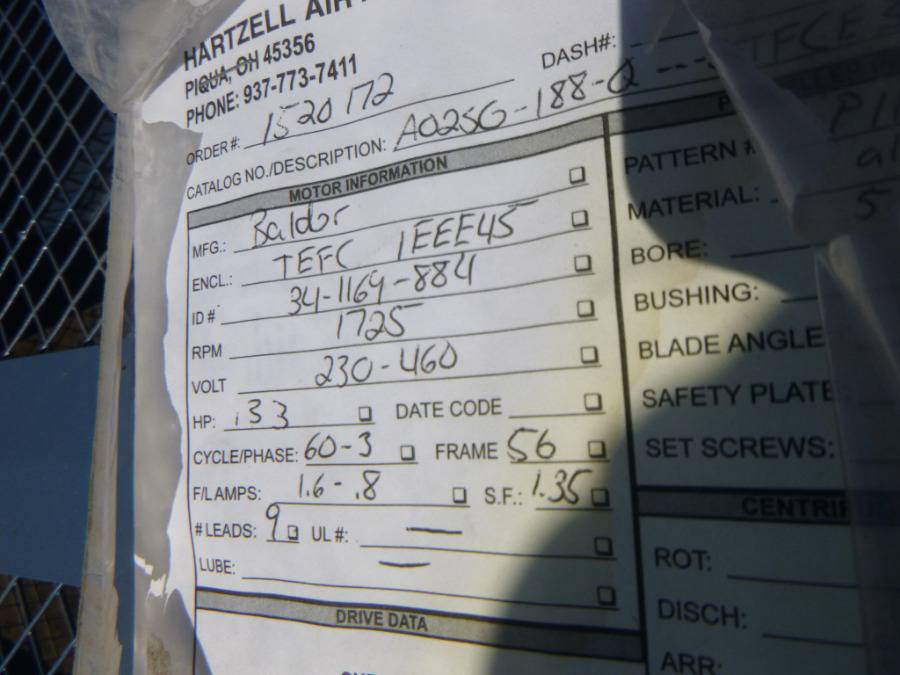 HARTZELL AIR
PIQUA, OH 45356
PHONE: 937-773-7411
DASH#:
ORDER#: 1520172
CATALOG NO./DESCRIPTION: A025G-188-Q ---
MOTOR INFORMATION
MFG.: Baldor
ENCL.: TEFC IEEE45
ID # 34-1164-884
RPM 1725
VOLT 230-460
HP: .33 DATE CODE
CYCLE/PHASE: 60-3 FRAME 56
F/LAMPS: 1.6-.8 S.F.: 1.35
# LEADS: 9 UL #: —
LUBE: —
DRIVE DATA
PATTERN #
MATERIAL:
BORE:
BUSHING:
BLADE ANGLE
SAFETY PLATE
SET SCREWS:
CENTRIF
ROT:
DISCH:
ARR: